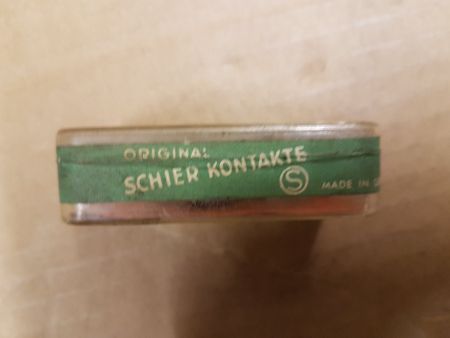 ORIGINAL
SCHIER KONTAKTE
S
MADE IN